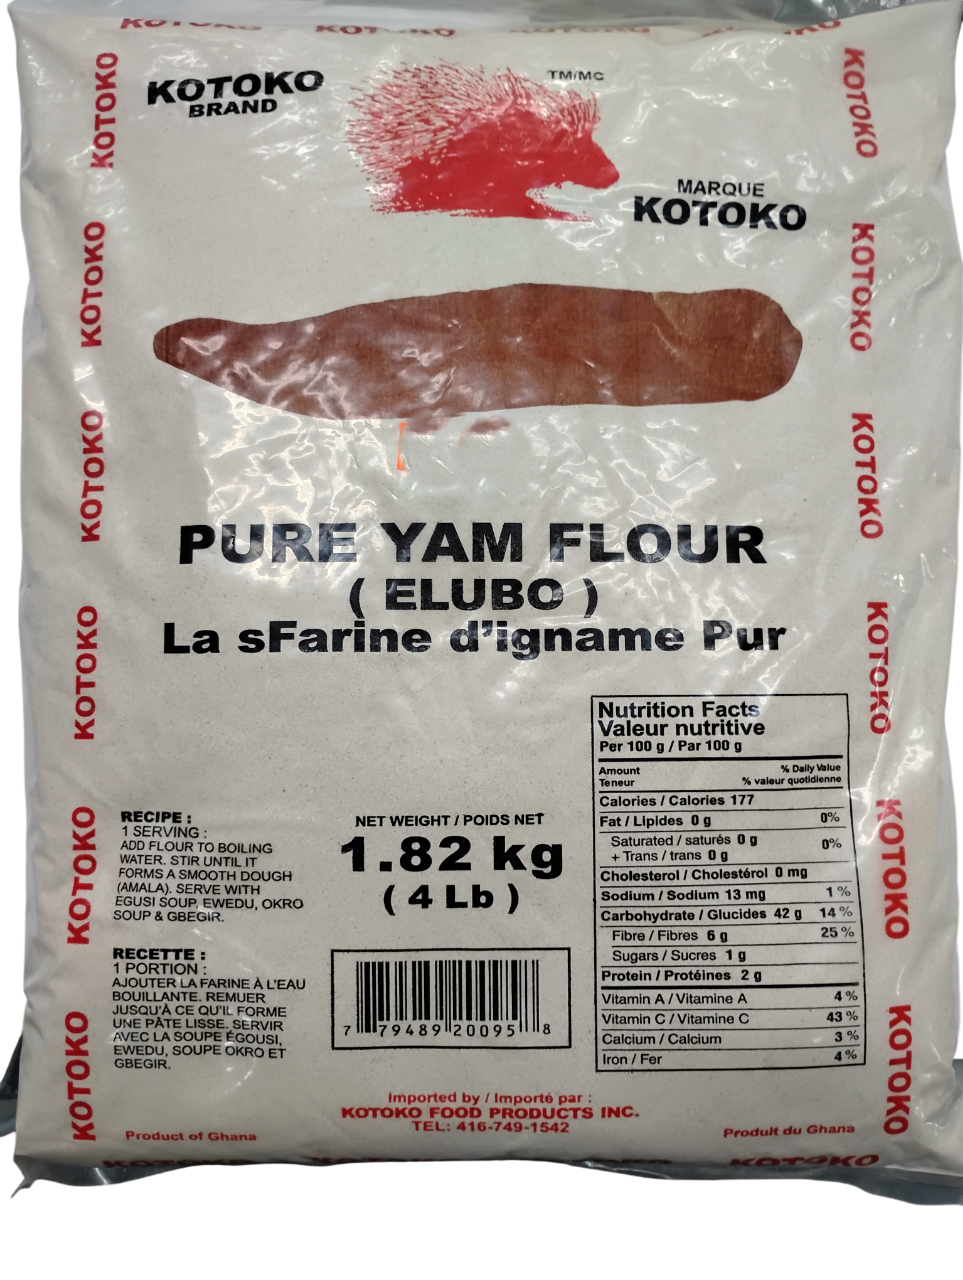 KOTOKO
BRAND
TM/MC
MARQUE
KOTOKO
PURE YAM FLOUR
( ELUBO )
La sFarine d'igname Pur
RECIPE :
1 SERVING :
ADD FLOUR TO BOILING
WATER. STIR UNTIL IT
FORMS A SMOOTH DOUGH
(AMALA). SERVE WITH
EGUSI SOUP, EWEDU, OKRO
SOUP & GBEGIR.
RECETTE :
1 PORTION :
AJOUTER LA FARINE À L'EAU
BOUILLANTE. REMUER
JUSQU'À CE QU'IL FORME
UNE PÂTE LISSE. SERVIR
AVEC LA SOUPE ÉGOUSI,
EWEDU, SOUPE OKRO ET
GBEGIR.
NET WEIGHT / POIDS NET
1.82 kg
( 4 Lb )
7 79489 20095 8
Nutrition Facts
Valeur nutritive
Per 100 g / Par 100 g
Amount % Daily Value
Teneur % valeur quotidienne
Calories / Calories 177
Fat / Lipides 0 g 0%
Saturated / saturés 0 g 0%
+ Trans / trans 0 g
Cholesterol / Cholestérol 0 mg
Sodium / Sodium 13 mg 1 %
Carbohydrate / Glucides 42 g 14 %
Fibre / Fibres 6 g 25 %
Sugars / Sucres 1 g
Protein / Protéines 2 g
Vitamin A / Vitamine A 4 %
Vitamin C / Vitamine C 43 %
Calcium / Calcium 3 %
Iron / Fer 4 %
Imported by / Importé par :
KOTOKO FOOD PRODUCTS INC.
TEL: 416-749-1542
Product of Ghana
Produit du Ghana
KOTOKO
KOTOKO
KOTOKO
KOTOKO
KOTOKO
KOTOKO
KOTOKO
KOTOKO
KOTOKO
KOTOKO
KOTOKO
KOTOKO
KOTOKO